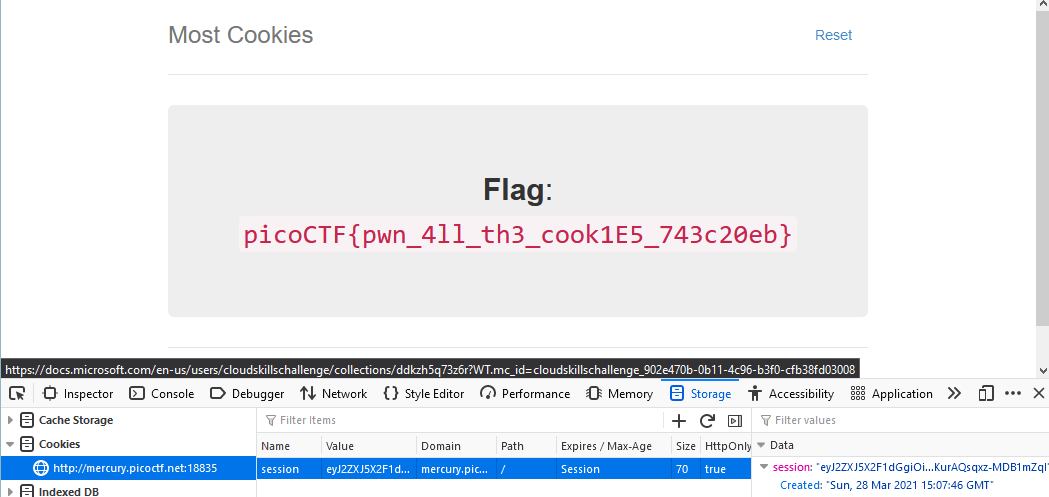 Most Cookies
Reset
Flag:
picoCTF{pwn_4ll_th3_cook1E5_743c20eb}
https://docs.microsoft.com/en-us/users/cloudskillschallenge/collections/ddkzh5q73z6r?WT.mc_id=cloudskillschallenge_902e470b-0b11-4c96-b3f0-cfb38fd03008
Inspector Console Debugger Network Style Editor Performance Memory Storage Accessibility Application
Cache Storage Filter Items Filter values
Cookies Name Value Domain Path Expires / Max-Age Size HttpOnly Data
http://mercury.picoctf.net:18835 session eyJ2ZXJ5X2F1d... mercury.pic... / Session 70 true session: "eyJ2ZXJ5X2F1dGgiOi...KurAQsqxz-MDB1mZqI"
Created: "Sun, 28 Mar 2021 15:07:46 GMT"
Indexed DB